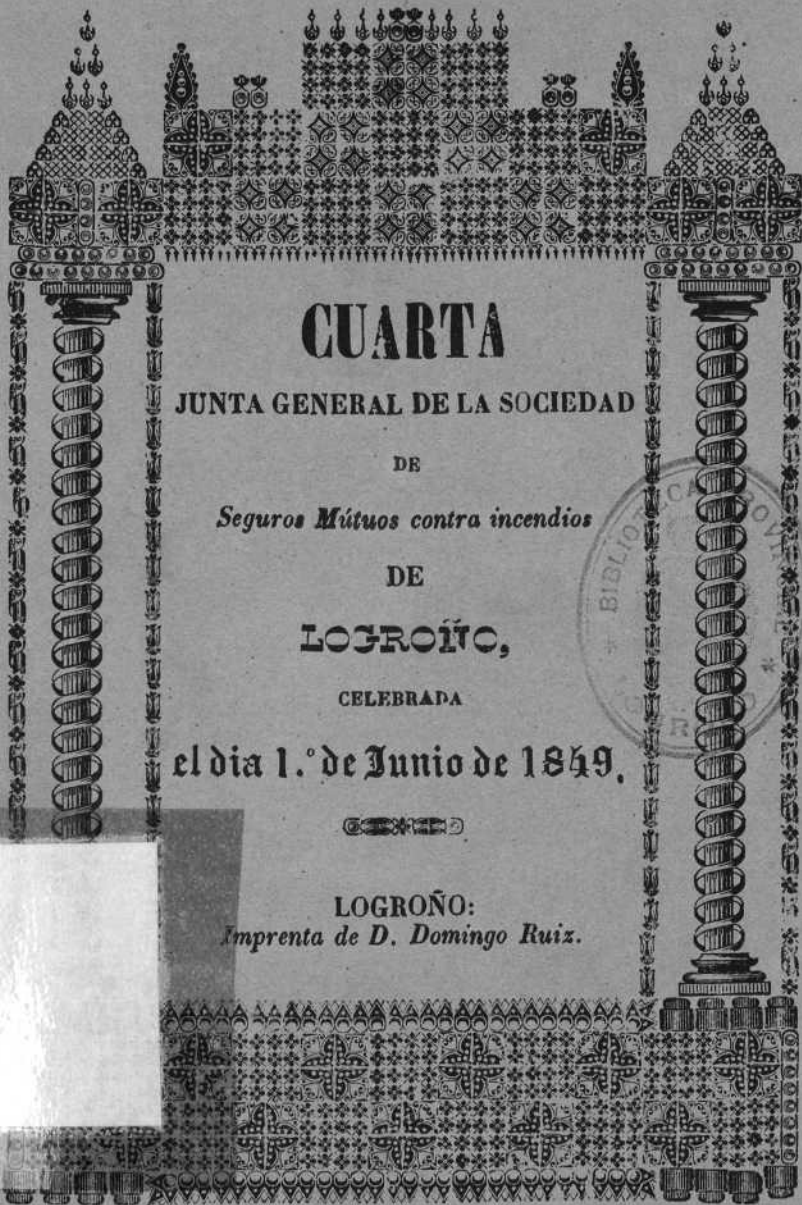 CUARTA
JUNTA GENERAL DE LA SOCIEDAD
DE
Seguros Mútuos contra incendios
DE
LOGROÑO,
CELEBRADA
el dia 1.º de Junio de 1849.
LOGROÑO:
Imprenta de D. Domingo Ruiz.
BIBLIOTECA